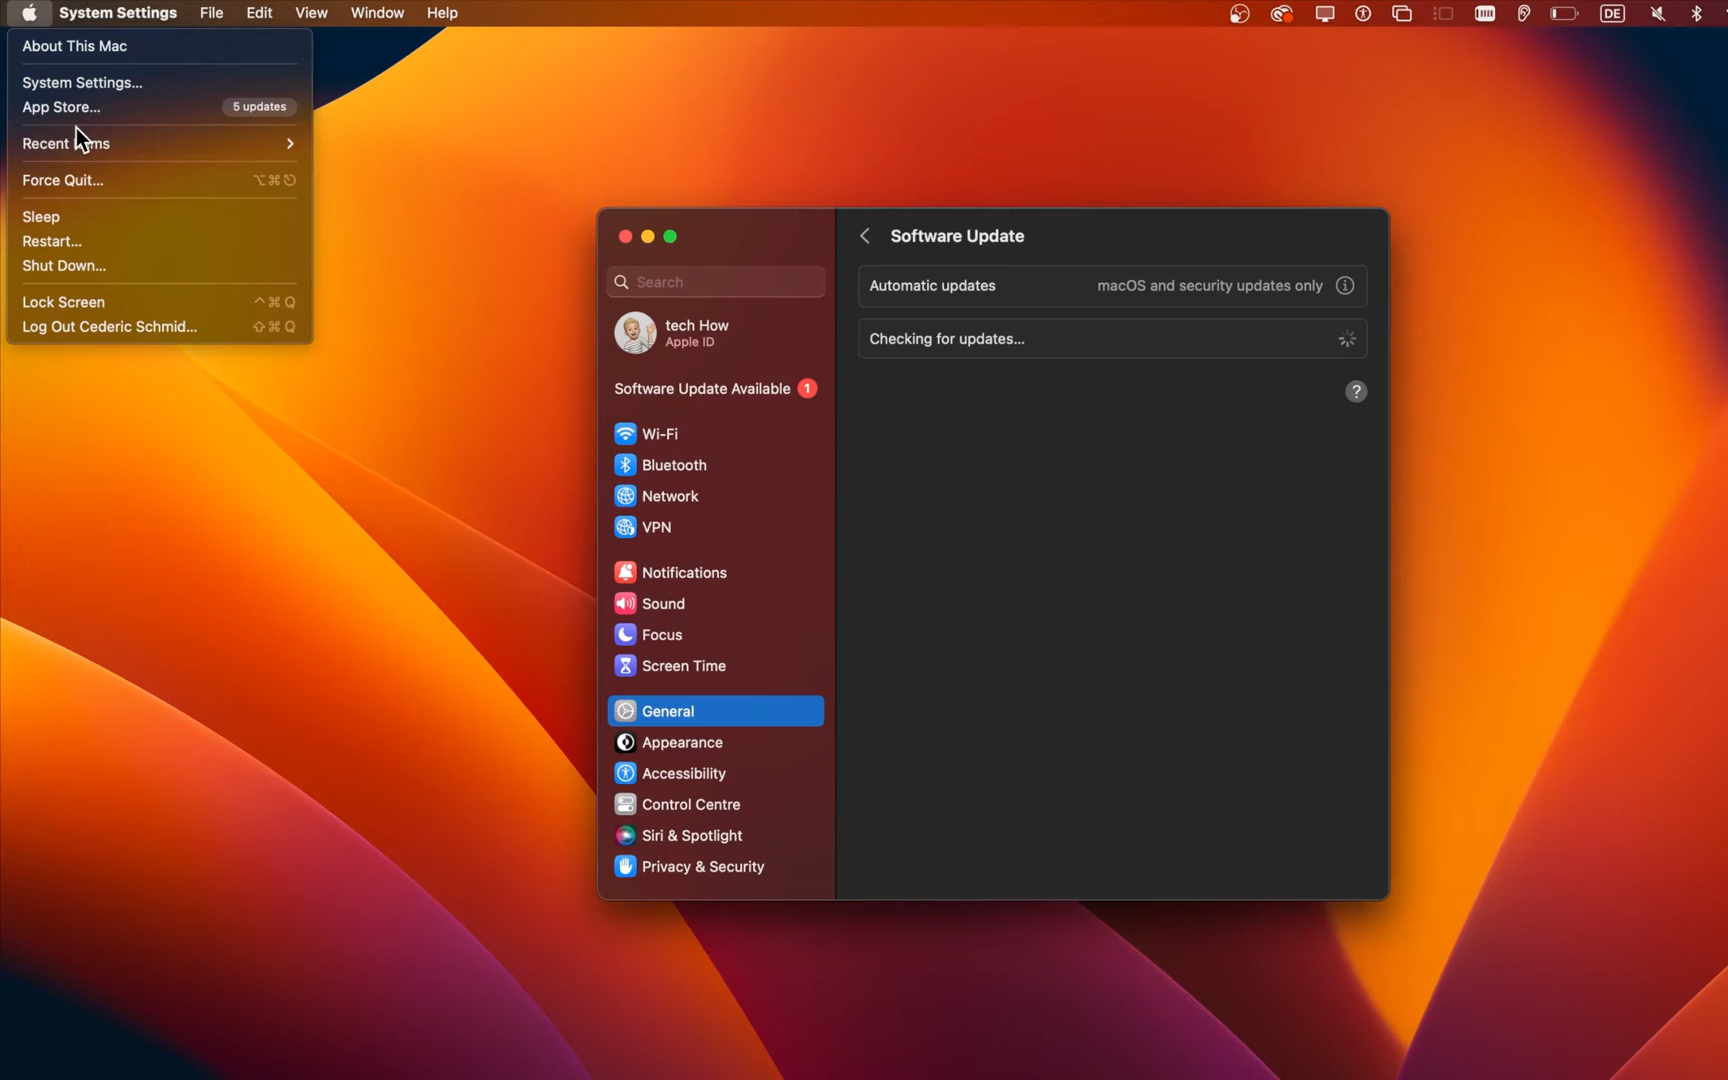 System Settings File Edit View Window Help DE
About This Mac
System Settings...
App Store... 5 updates
Recent ms
Force Quit... ⌥⌘⎋
Sleep
Restart...
Shut Down...
Lock Screen ^⌘Q
Log Out Cederic Schmid... ⇧⌘Q
Search
tech How
Apple ID
Software Update Available 1
Wi-Fi
Bluetooth
Network
VPN
Notifications
Sound
Focus
Screen Time
General
Appearance
Accessibility
Control Centre
Siri & Spotlight
Privacy & Security
Software Update
Automatic updates macOS and security updates only
Checking for updates...
?